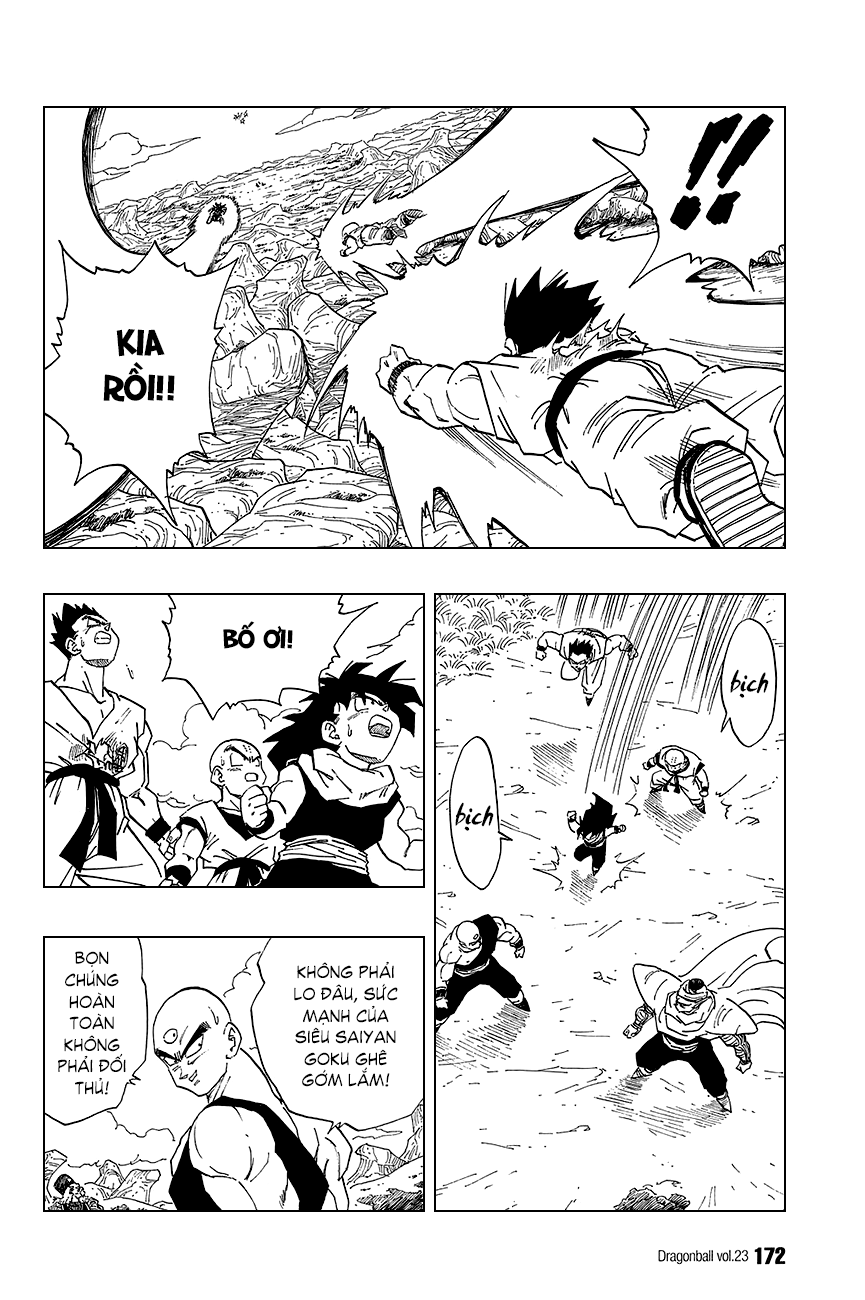 !!
KIA
RỒI!!
bịch
bịch
BỐ ƠI!
KHÔNG PHẢI
LO ĐÂU, SỨC
MẠNH CỦA
SIÊU SAIYAN
GOKU GHÊ
GỚM LẮM!
BỌN
CHÚNG
HOÀN
TOÀN
KHÔNG
PHẢI ĐỐI
THỦ!
Dragonball vol.23 172